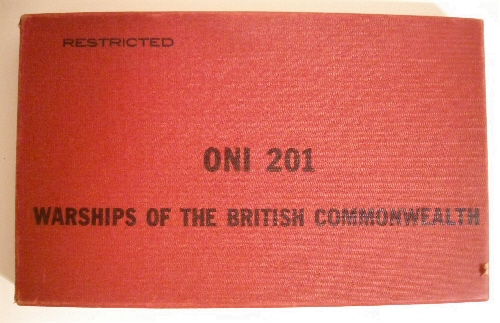 RESTRICTED
ONI 201
WARSHIPS OF THE BRITISH COMMONWEALTH